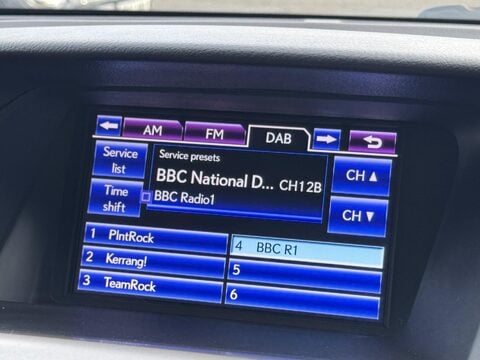 AM FM DAB
Service list
Service presets
BBC National D... CH12B
CH ▲
Time shift
BBC Radio1
CH ▼
1 PlntRock
4 BBC R1
2 Kerrang!
5
3 TeamRock
6